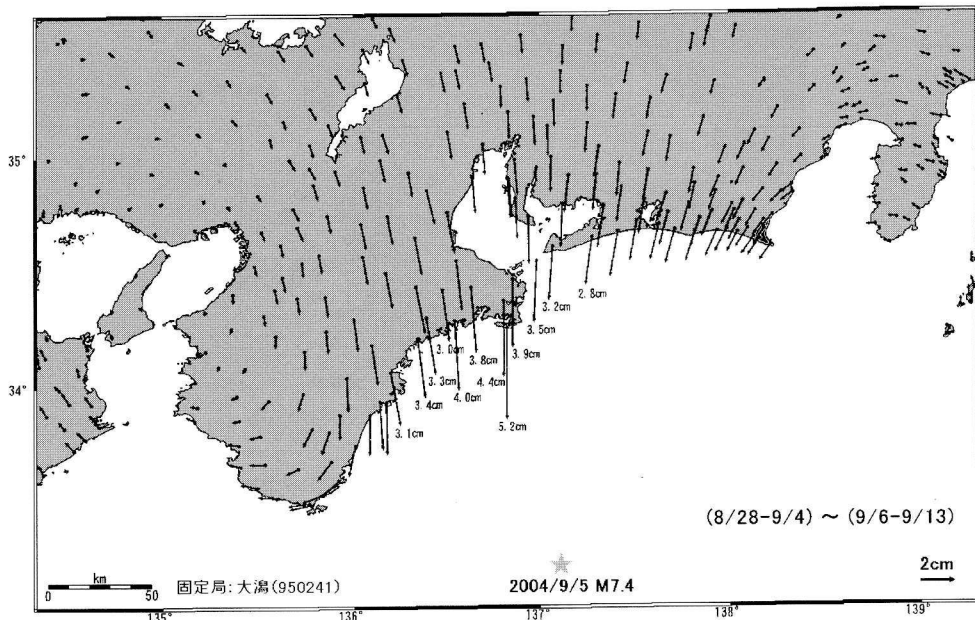 35°
34°
2.8cm
3.2cm
3.5cm
3.0cm
3.8cm
3.9cm
3.3cm
4.4cm
3.4cm
4.0cm
5.2cm
3.1cm
(8/28-9/4) ～ (9/6-9/13)
km
0 50
固定局:大潟(950241)
2004/9/5 M7.4
2cm
135° 136° 137° 138° 139°